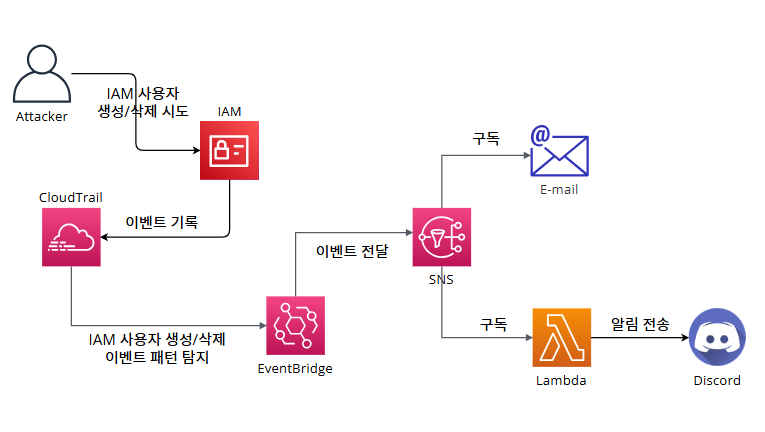 Attacker
IAM 사용자
생성/삭제 시도
IAM
CloudTrail
이벤트 기록
IAM 사용자 생성/삭제
이벤트 패턴 탐지
EventBridge
이벤트 전달
SNS
구독
@
E-mail
구독
Lambda
알림 전송
Discord